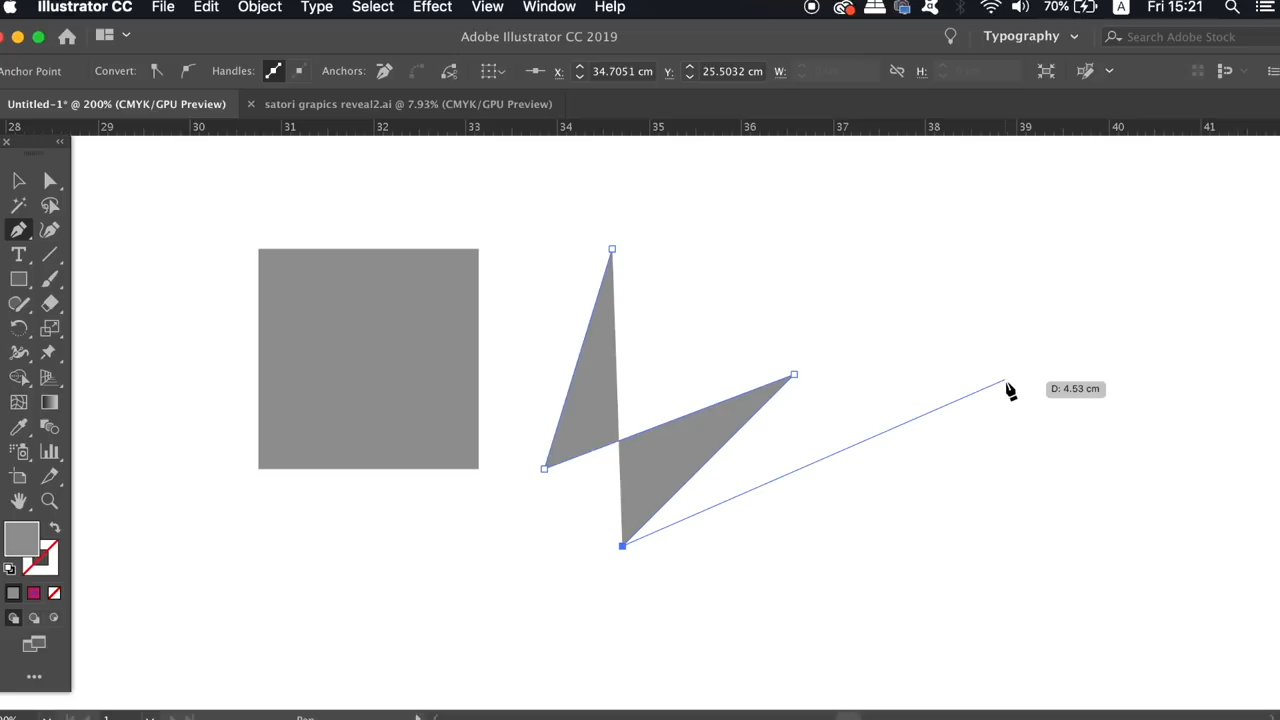 Illustrator CC File Edit Object Type Select Effect View Window Help 70% A Fri 15:21
Adobe Illustrator CC 2019 Typography Search Adobe Stock
Anchor Point Convert: Handles: Anchors: X: 34.7051 cm Y: 25.5032 cm W: H:
Untitled-1* @ 200% (CMYK/GPU Preview) satori grapics reveal2.ai @ 7.93% (CMYK/GPU Preview)
28 29 30 31 32 33 34 35 36 37 38 39 40 41
D: 4.53 cm